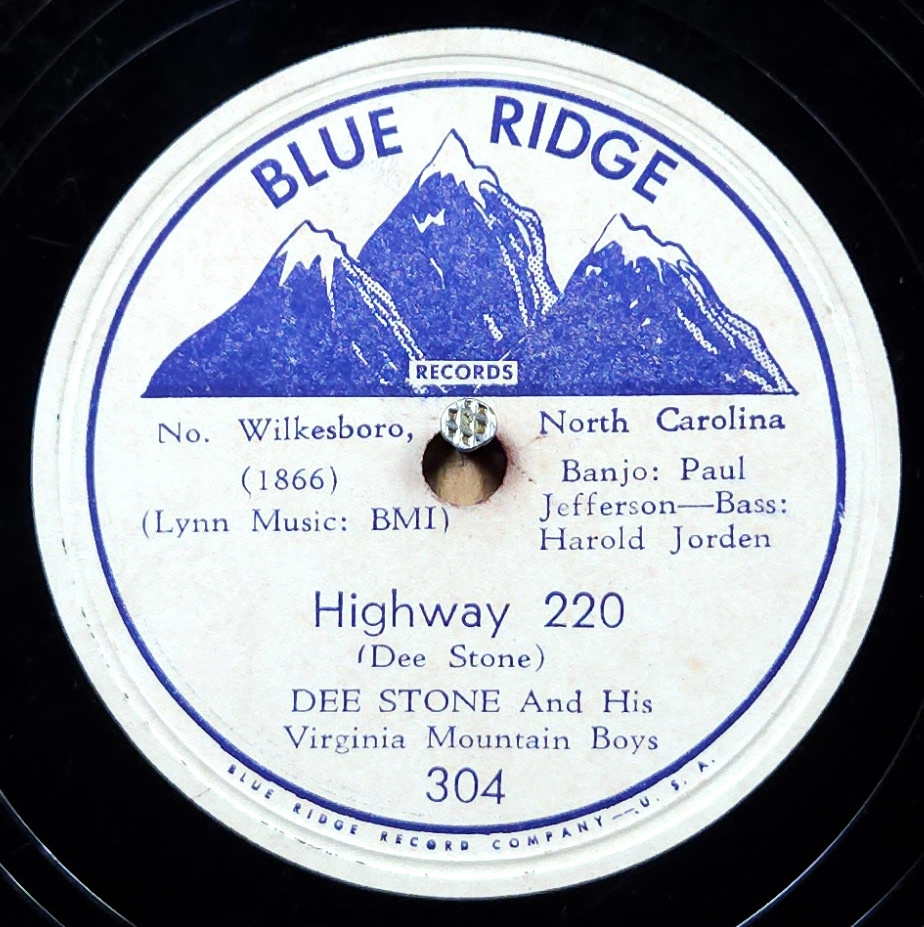 BLUE RIDGE
RECORDS
No. Wilkesboro, North Carolina
(1866)
(Lynn Music: BMI)
Banjo: Paul
Jefferson—Bass:
Harold Jorden
Highway 220
(Dee Stone)
DEE STONE And His
Virginia Mountain Boys
304
BLUE RIDGE RECORD COMPANY—U. S. A.